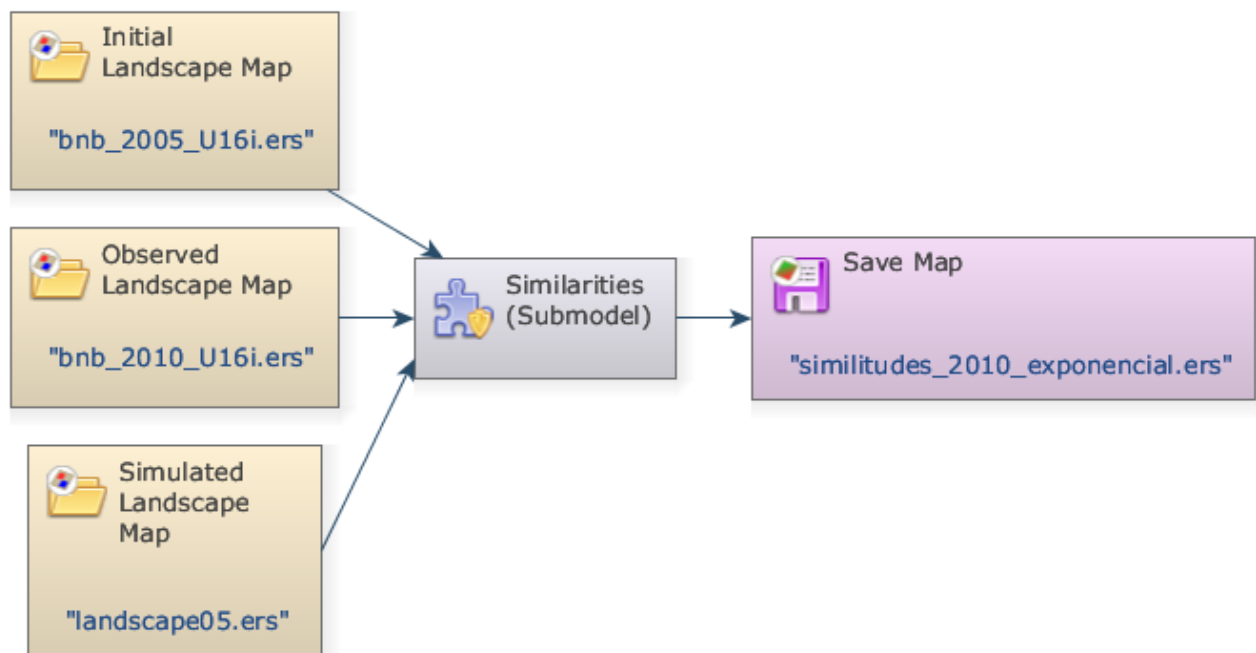 Initial
Landscape Map
"bnb_2005_U16i.ers"
Observed
Landscape Map
"bnb_2010_U16i.ers"
Simulated
Landscape
Map
"landscape05.ers"
Similarities
(Submodel)
Save Map
"similitudes_2010_exponencial.ers"